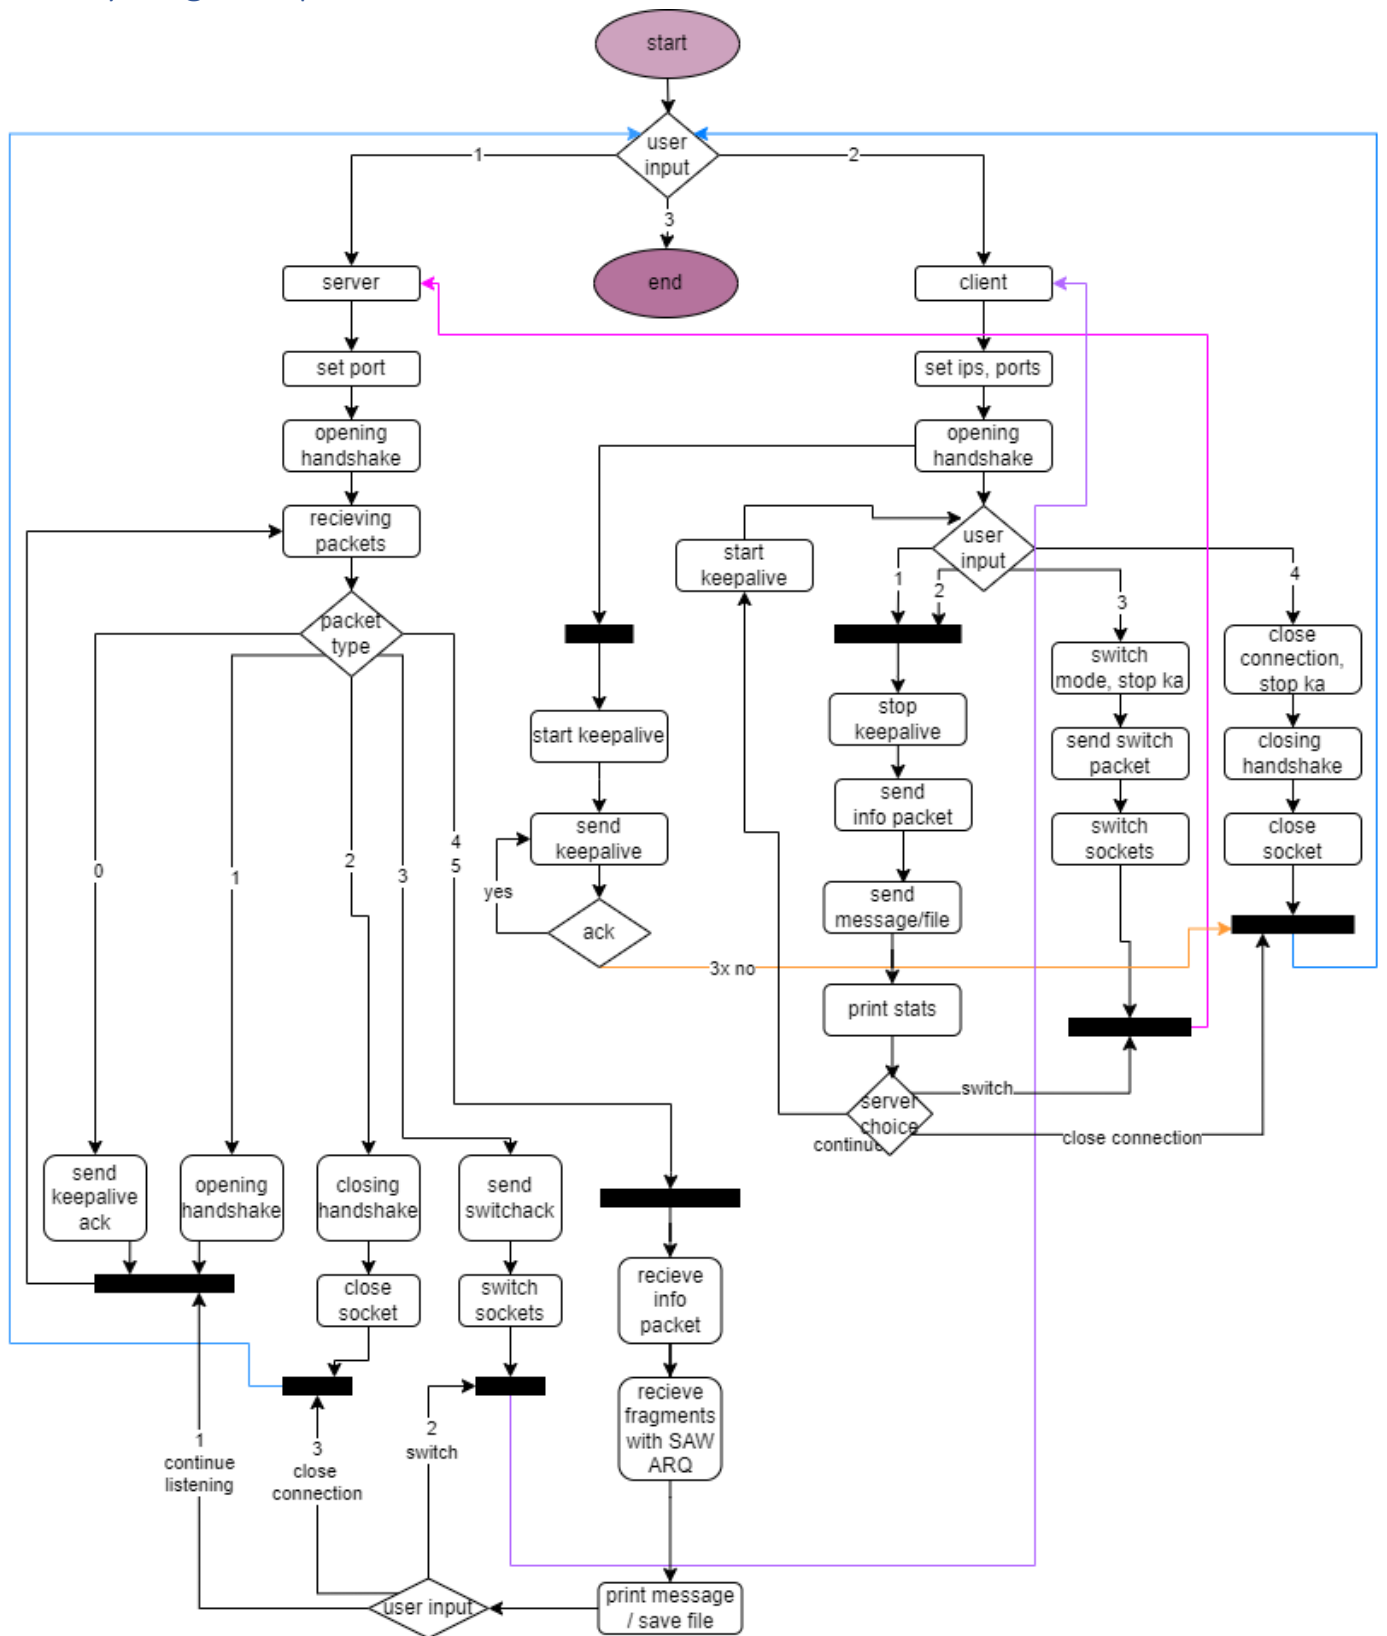 start
user
input
1
2
3
server
end
client
set port
set ips, ports
opening
handshake
opening
handshake
recieving
packets
user
input
start
keepalive
1
2
3
4
packet
type
switch
mode, stop ka
close
connection,
stop ka
stop
keepalive
start keepalive
send switch
packet
closing
handshake
send
info packet
send
keepalive
switch
sockets
close
socket
0
1
2
3
4
5
yes
ack
send
message/file
3x no
print stats
switch
server
choice
continue
close connection
send
keepalive
ack
opening
handshake
closing
handshake
send
switchack
close
socket
switch
sockets
recieve
info
packet
recieve
fragments
with SAW
ARQ
1
continue
listening
3
close
connection
2
switch
user input
print message
/ save file